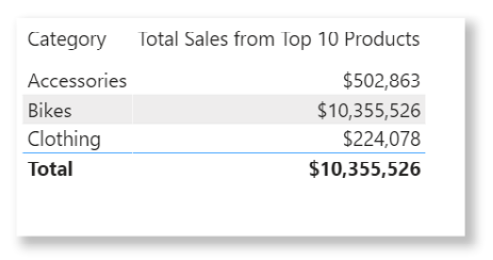 Category Total Sales from Top 10 Products
Accessories $502,863
Bikes $10,355,526
Clothing $224,078
Total $10,355,526